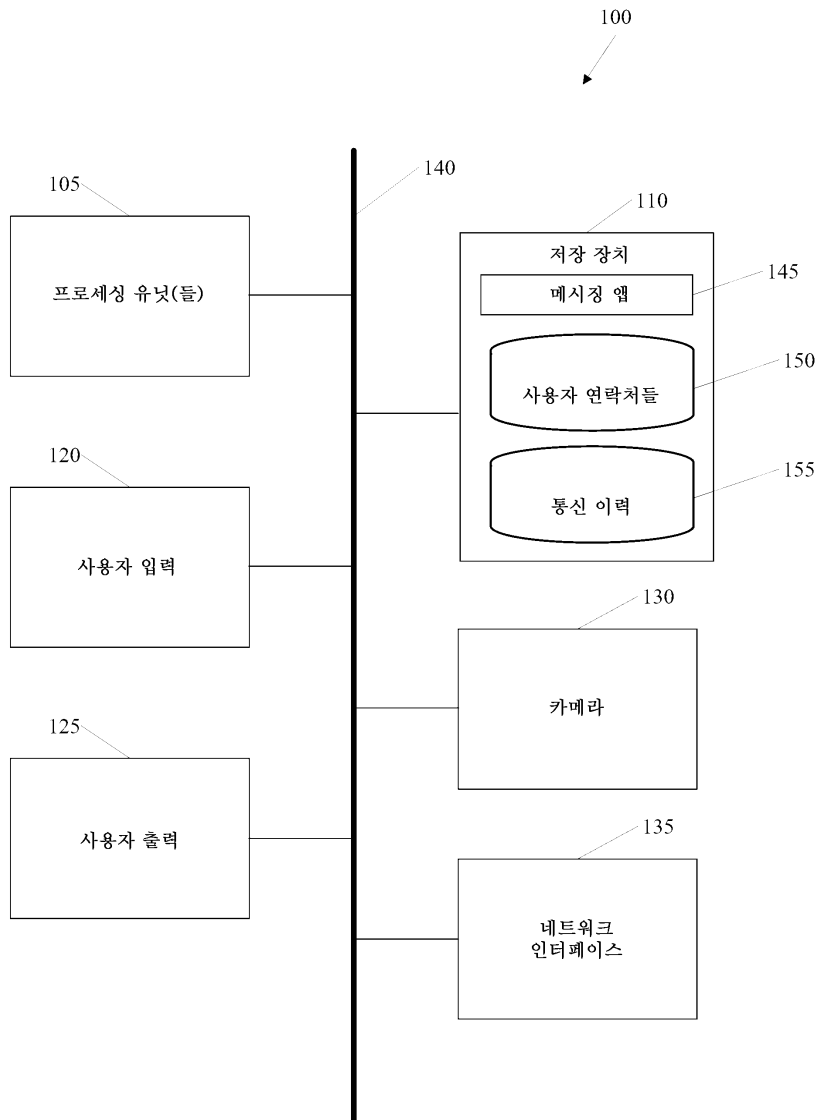 100
140
105
프로세싱 유닛(들)
110
저장 장치
메시징 앱
145
사용자 연락처들
150
통신 이력
155
120
사용자 입력
130
카메라
125
사용자 출력
135
네트워크
인터페이스